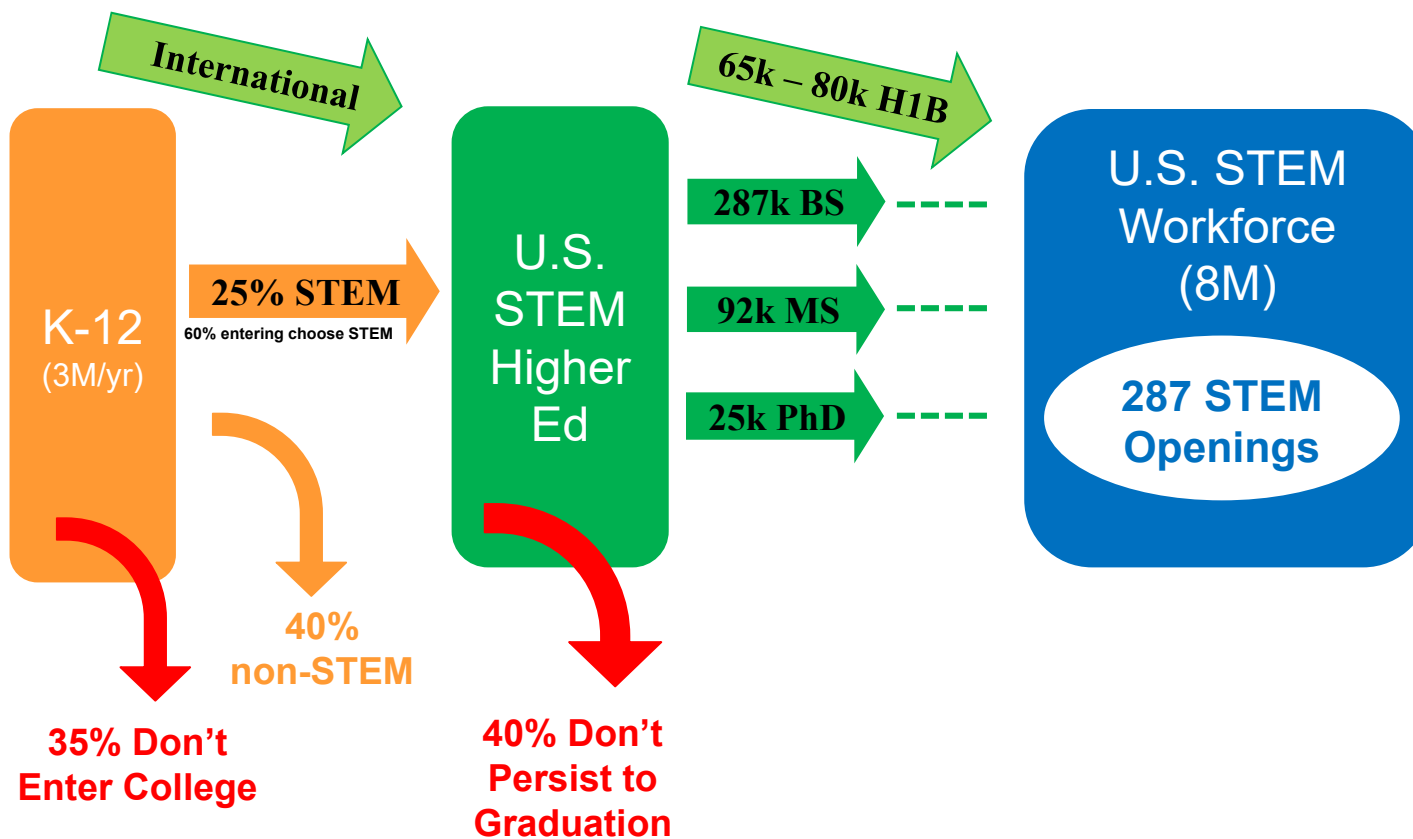 International
65k – 80k H1B
K-12
(3M/yr)
25% STEM
60% entering choose STEM
U.S.
STEM
Higher
Ed
287k BS
92k MS
25k PhD
U.S. STEM
Workforce
(8M)
287 STEM
Openings
40%
non-STEM
35% Don’t
Enter College
40% Don’t
Persist to
Graduation